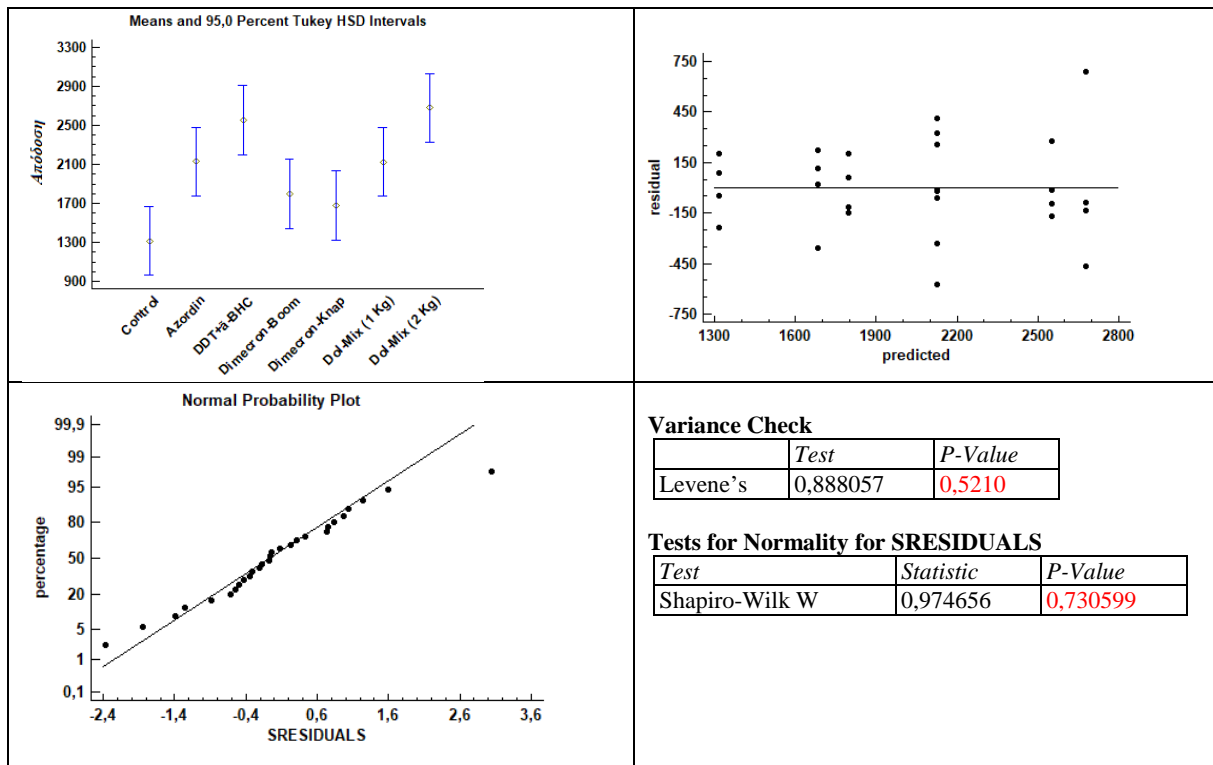 Means and 95,0 Percent Tukey HSD Intervals
3300
2900
2500
2100
1700
1300
900
Απόδοση
Control
Azordin
DDT+ã-BHC
Dimecron-Boom
Dimecron-Knap
Dol-Mix (1 Kg)
Dol-Mix (2 Kg)
750
450
150
-150
-450
-750
residual
1300 1600 1900 2200 2500 2800
predicted
Normal Probability Plot
99,9
99
95
80
50
20
5
1
0,1
percentage
-2,4 -1,4 -0,4 0,6 1,6 2,6 3,6
SRESIDUALS
Variance Check
Test P-Value
Levene's 0,888057 0,5210
Tests for Normality for SRESIDUALS
Test Statistic P-Value
Shapiro-Wilk W 0,974656 0,730599